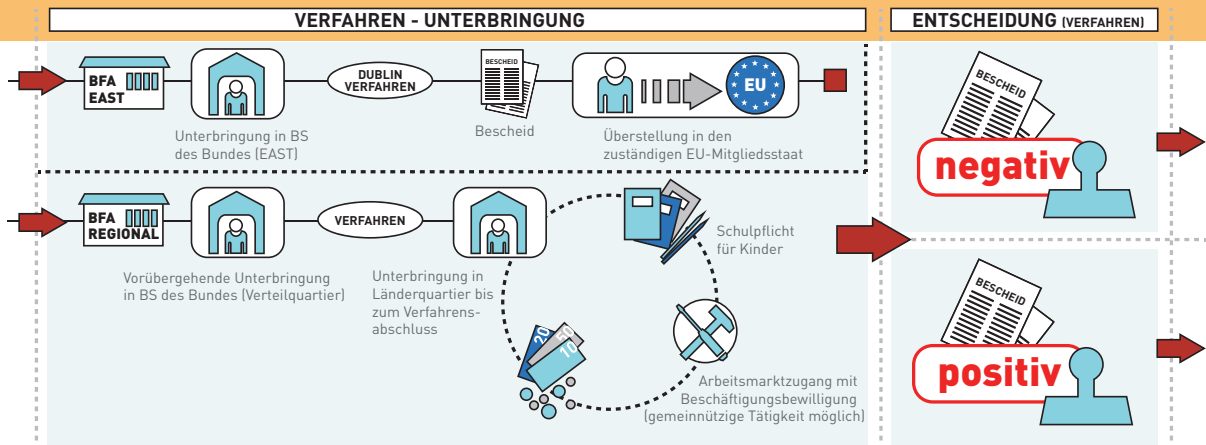 VERFAHREN - UNTERBRINGUNG
ENTSCHEIDUNG (VERFAHREN)
BFA
EAST
Unterbringung in BS
des Bundes (EAST)
DUBLIN
VERFAHREN
BESCHEID
Bescheid
EU
Überstellung in den
zuständigen EU-Mitgliedsstaat
BFA
REGIONAL
Vorübergehende Unterbringung
in BS des Bundes (Verteilquartier)
VERFAHREN
Unterbringung in
Länderquartier bis
zum Verfahrens-
abschluss
Schulpflicht
für Kinder
Arbeitsmarktzugang mit
Beschäftigungsbewilligung
(gemeinnützige Tätigkeit möglich)
20
50
10
BESCHEID
negativ
BESCHEID
positiv